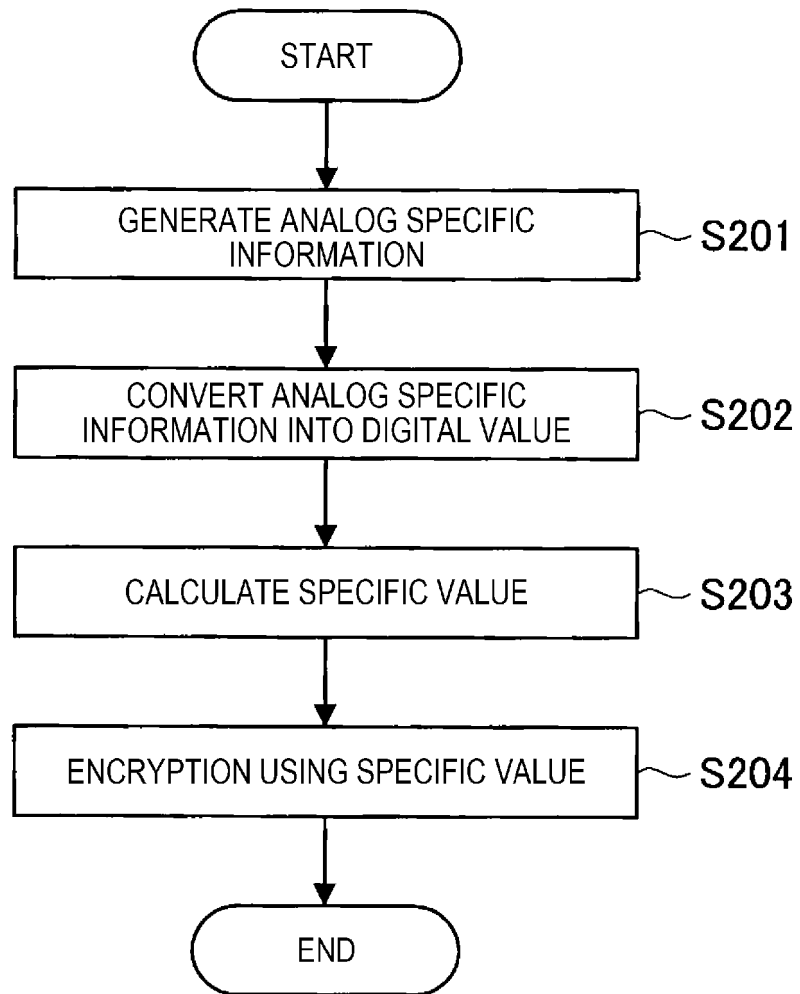 START
GENERATE ANALOG SPECIFIC
INFORMATION
S201
CONVERT ANALOG SPECIFIC
INFORMATION INTO DIGITAL VALUE
S202
CALCULATE SPECIFIC VALUE
S203
ENCRYPTION USING SPECIFIC VALUE
S204
END